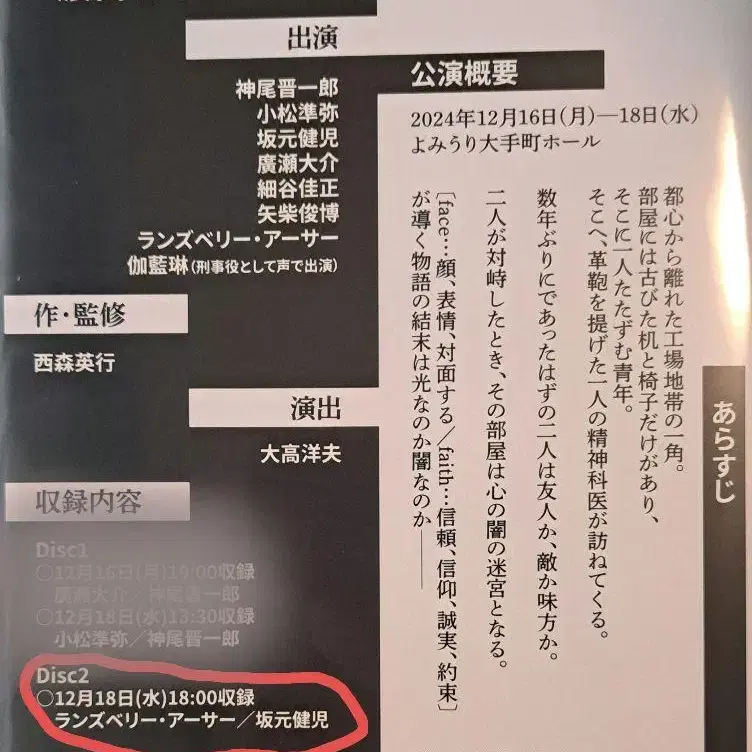 出演
神尾晋一郎
小松準弥
坂元健児
廣瀬大介
細谷佳正
矢柴俊博
ランズベリー・アーサー
伽藍琳(刑事役として声で出演)
作・監修
西森英行
演出
大高洋夫
収録内容
Disc1
○12月16日(月)19:00収録
廣瀬大介/神尾晋一郎
○12月18日(水)13:30収録
小松準弥/神尾晋一郎
Disc2
○12月18日(水)18:00収録
ランズベリー・アーサー/坂元健児
公演概要
2024年12月16日(月)—18日(水)
よみうり大手町ホール
あらすじ
都心から離れた工場地帯の一角。
部屋には古びた机と椅子だけがあり、
そこに一人たたずむ青年。
そこへ、革鞄を提げた一人の精神科医が訪ねてくる。
数年ぶりにであったはずの二人は友人か、敵か味方か。
二人が対峙したとき、その部屋は心の闇の迷宮となる。
〔face…顔、表情、対面する/faith…信頼、信仰、誠実、約束〕
が導く物語の結末は光なのか闇なのか――